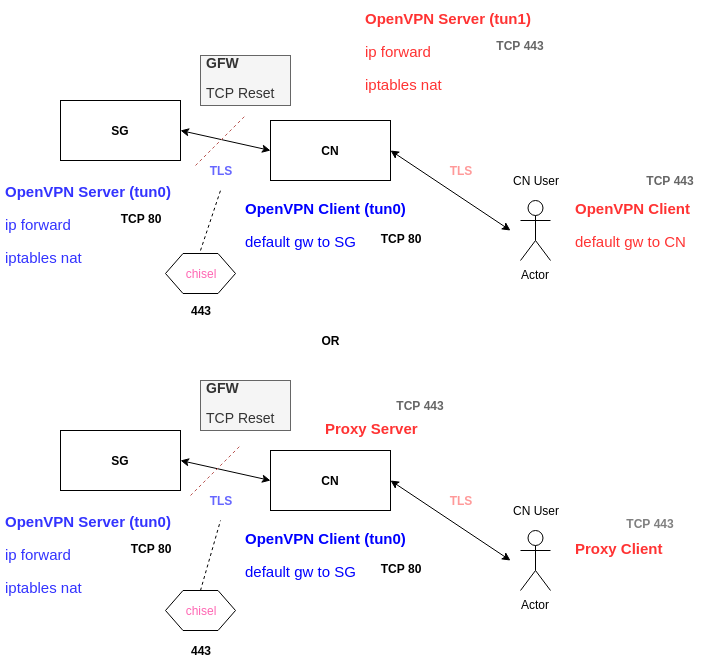 OpenVPN Server (tun1)
ip forward
TCP 443
iptables nat
GFW
TCP Reset
SG
CN
TLS
TLS
CN User
TCP 443
OpenVPN Server (tun0)
ip forward
TCP 80
iptables nat
OpenVPN Client (tun0)
default gw to SG
TCP 80
OpenVPN Client
default gw to CN
Actor
chisel
443
OR
GFW
TCP Reset
TCP 443
Proxy Server
SG
CN
TLS
TLS
CN User
TCP 443
OpenVPN Server (tun0)
ip forward
TCP 80
iptables nat
OpenVPN Client (tun0)
default gw to SG
TCP 80
Proxy Client
Actor
chisel
443